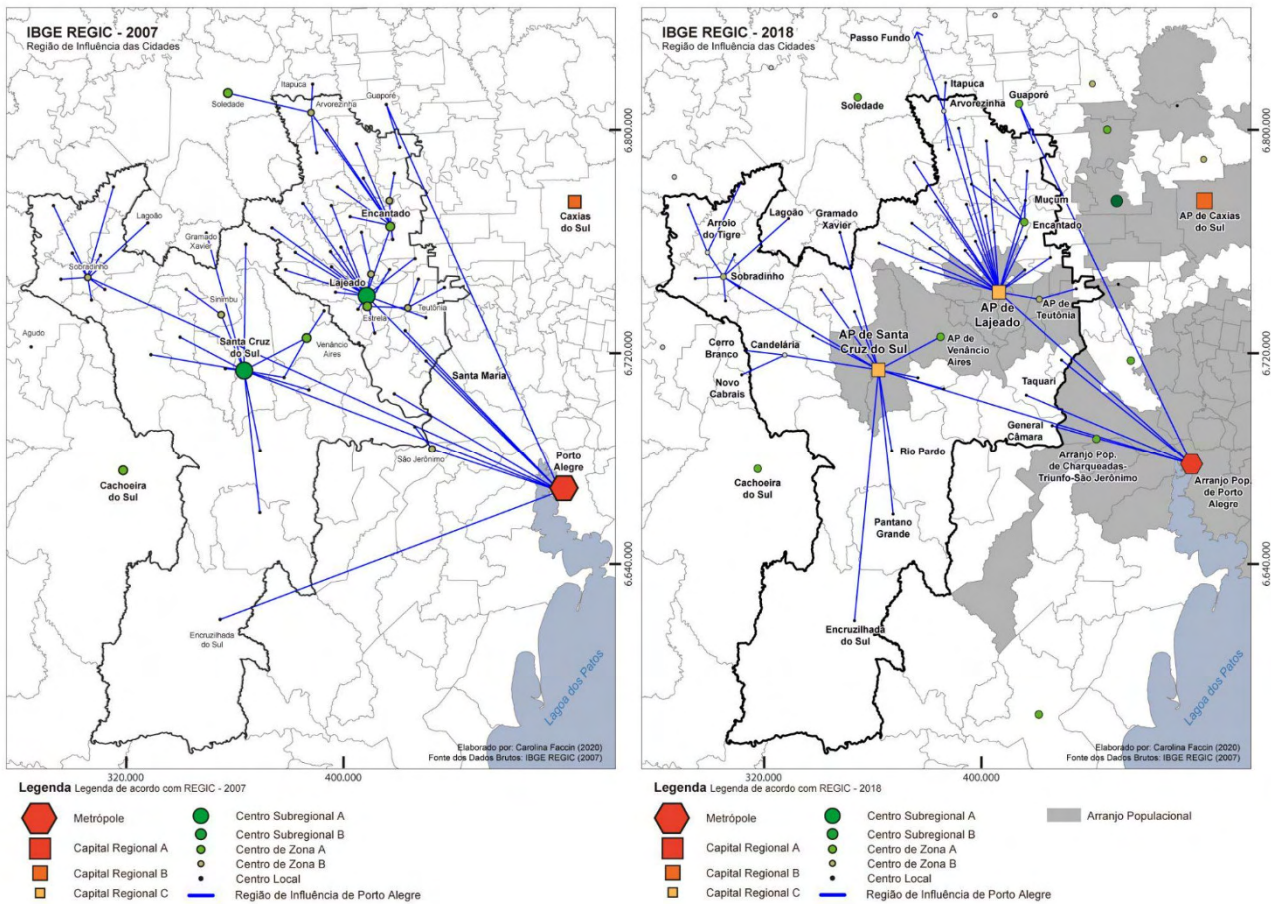 IBGE REGIC - 2007
Região de Influência das Cidades
Itapuca
Guaporé
Soledade
Arvorezinha
Encantado
Caxias
do Sul
Lagoão
Gramado
Xavier
Sobradinho
Lajeado
Sinimbu
Estrela
Teutônia
Agudo
Santa Cruz
do Sul
Venâncio
Aires
Santa Maria
Cachoeira
do Sul
São Jerônimo
Porto
Alegre
Encruzilhada
do Sul
Lagoa dos Patos
Elaborado por: Carolina Faccin (2020)
Fonte dos Dados Brutos: IBGE REGIC (2007)
6.800.000
6.720.000
6.640.000
320.000
400.000
Legenda Legenda de acordo com REGIC - 2007
Metrópole
Capital Regional A
Capital Regional B
Capital Regional C
Centro Subregional A
Centro Subregional B
Centro de Zona A
Centro de Zona B
Centro Local
Região de Influência de Porto Alegre
IBGE REGIC - 2018
Região de Influência das Cidades
Passo Fundo
Itapuca
Soledade
Arvorezinha
Guaporé
Muçum
Encantado
AP de Caxias
do Sul
Arroio
do Tigre
Lagoão
Gramado
Xavier
Sobradinho
AP de
Lajeado
AP de
Teutônia
Cerro
Branco
Candelária
AP de Santa
Cruz do Sul
AP de
Venâncio
Aires
Novo
Cabrais
Taquari
General
Câmara
Rio Pardo
Cachoeira
do Sul
Arranjo Pop.
de Charqueadas-
Triunfo-São Jerônimo
Arranjo Pop.
de Porto
Alegre
Pantano
Grande
Encruzilhada
do Sul
Lagoa dos Patos
Elaborado por: Carolina Faccin (2020)
Fonte dos Dados Brutos: IBGE REGIC (2007)
6.800.000
6.720.000
6.640.000
320.000
400.000
Legenda Legenda de acordo com REGIC - 2018
Metrópole
Capital Regional A
Capital Regional B
Capital Regional C
Centro Subregional A
Centro Subregional B
Centro de Zona A
Centro de Zona B
Centro Local
Região de Influência de Porto Alegre
Arranjo Populacional